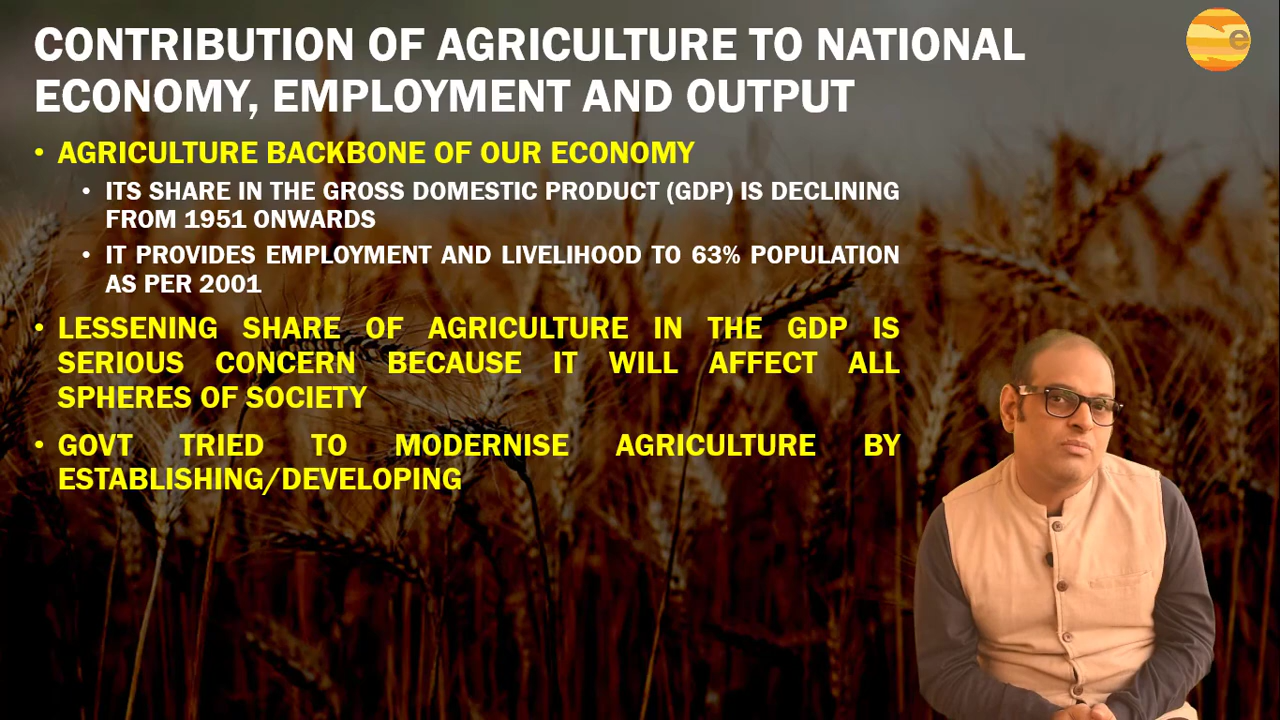 CONTRIBUTION OF AGRICULTURE TO NATIONAL
ECONOMY, EMPLOYMENT AND OUTPUT
e
• AGRICULTURE BACKBONE OF OUR ECONOMY
• ITS SHARE IN THE GROSS DOMESTIC PRODUCT (GDP) IS DECLINING
FROM 1951 ONWARDS
• IT PROVIDES EMPLOYMENT AND LIVELIHOOD TO 63% POPULATION
AS PER 2001
• LESSENING SHARE OF AGRICULTURE IN THE GDP IS
SERIOUS CONCERN BECAUSE IT WILL AFFECT ALL
SPHERES OF SOCIETY
• GOVT TRIED TO MODERNISE AGRICULTURE BY
ESTABLISHING/DEVELOPING